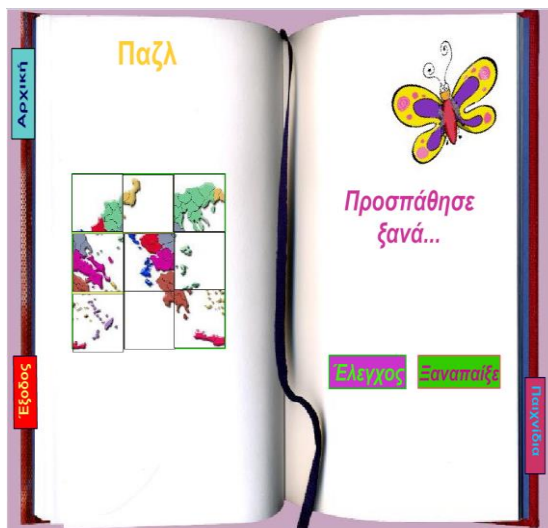 Παζλ
Αρχική
Έξοδος
Προσπάθησε
ξανά...
Έλεγχος
Ξαναπαίξε
Παιχνίδια